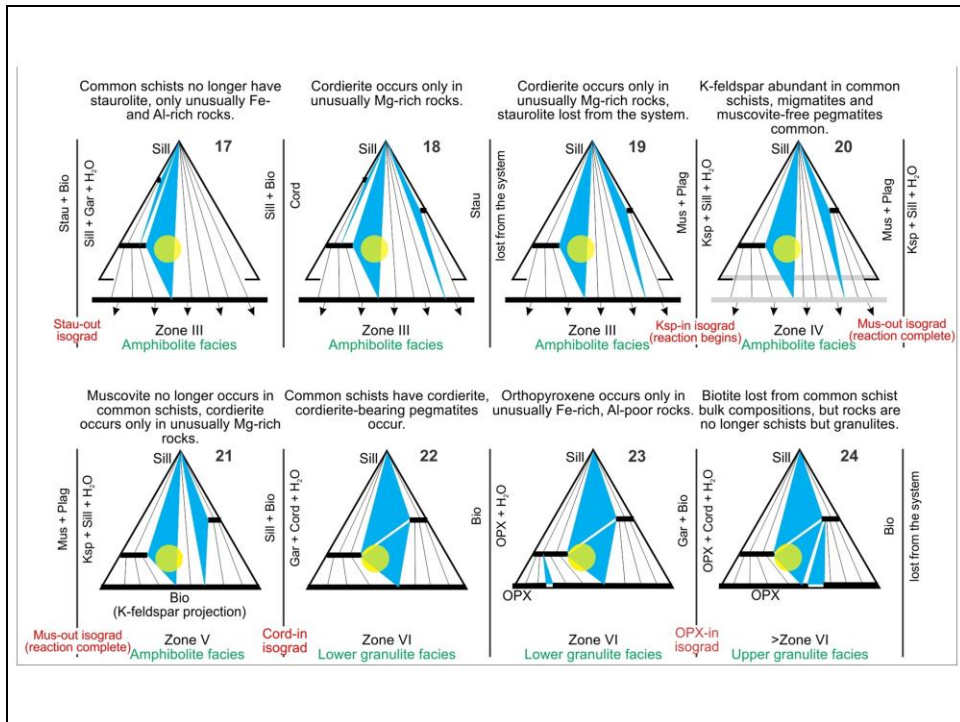 Common schists no longer have
staurolite, only unusually Fe-
and Al-rich rocks.
Sill
17
Stau + Bio
Sill + Gar + H₂O
Stau-out
isograd
Zone III
Amphibolite facies
Cordierite occurs only in
unusually Mg-rich rocks.
Sill
18
Sill + Bio
Cord
Zone III
Amphibolite facies
Cordierite occurs only in
unusually Mg-rich rocks,
staurolite lost from the system.
Sill
19
Stau
lost from the system
Zone III
Amphibolite facies
K-feldspar abundant in common
schists, migmatites and
muscovite-free pegmatites
common.
Sill
20
Mus + Plag
Ksp + Sill + H₂O
Ksp-in isograd
(reaction begins)
Zone IV
Amphibolite facies
Mus + Plag
Ksp + Sill + H₂O
Mus-out isograd
(reaction complete)
Muscovite no longer occurs in
common schists, cordierite
occurs only in unusually Mg-rich
rocks.
Sill
21
Mus + Plag
Ksp + Sill + H₂O
Bio
(K-feldspar projection)
Mus-out isograd
(reaction complete)
Zone V
Amphibolite facies
Common schists have cordierite,
cordierite-bearing pegmatites
occur.
Sill
22
Sill + Bio
Gar + Cord + H₂O
Cord-in
isograd
Zone VI
Lower granulite facies
Orthopyroxene occurs only in
unusually Fe-rich, Al-poor rocks.
Sill
23
Bio
OPX + H₂O
OPX
Zone VI
Lower granulite facies
Biotite lost from common schist
bulk compositions, but rocks are
no longer schists but granulites.
Sill
24
Gar + Bio
OPX + Cord + H₂O
OPX
OPX-in
isograd
>Zone VI
Upper granulite facies
Bio
lost from the system